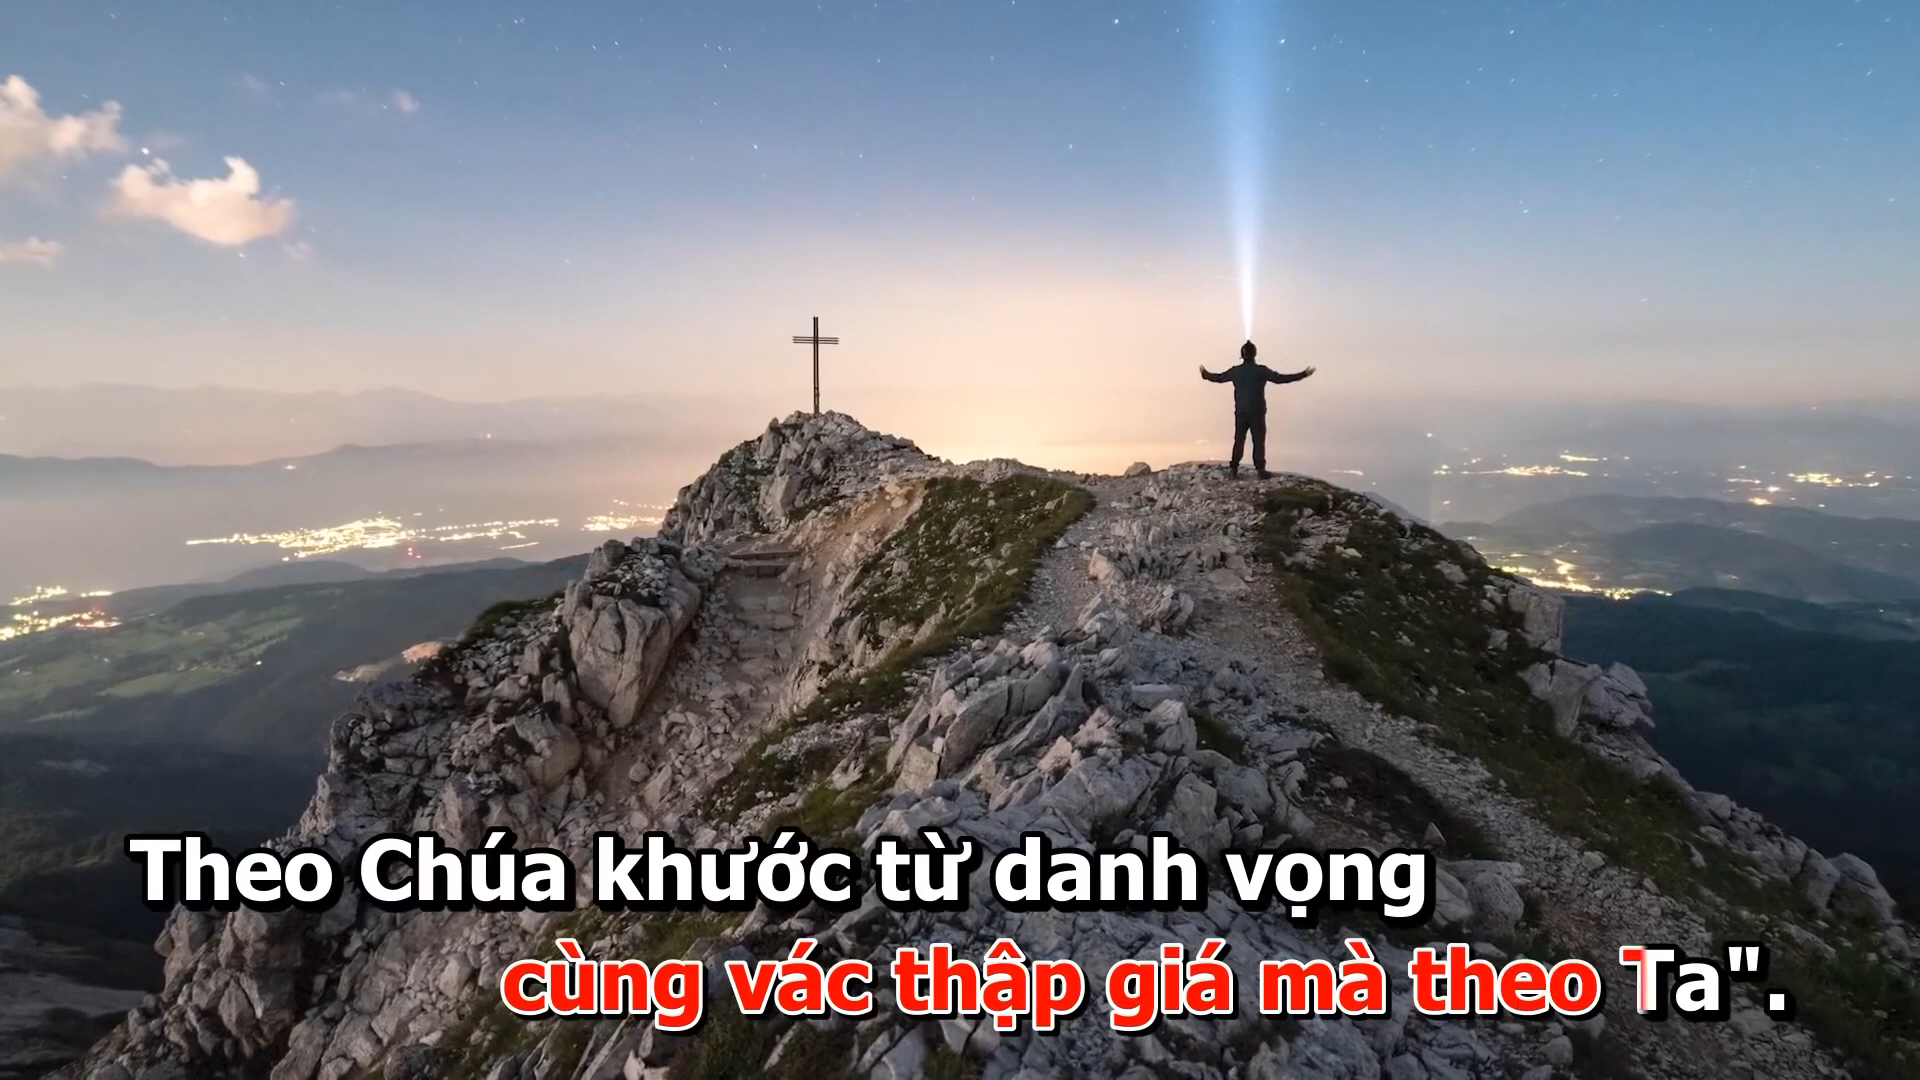 Theo Chúa khước từ danh vọng
cùng vác thập giá mà theo Ta".